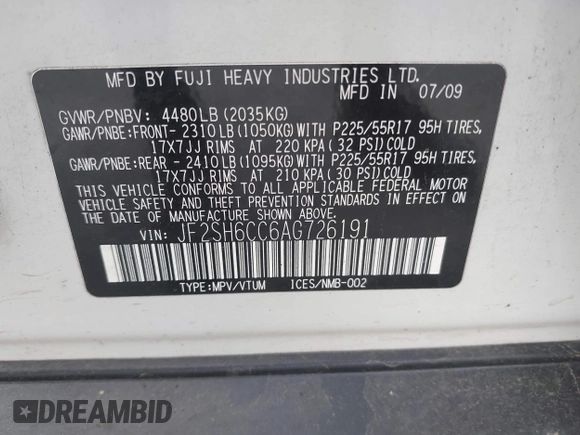 MFD BY FUJI HEAVY INDUSTRIES LTD.
MFD IN 07/09
GVWR/PNBV: 4480LB(2035KG)
GAWR/PNBE:FRONT- 2310LB(1050KG) WITH P225/55R17 95H TIRES,
17X7JJ RIMS AT 220 KPA( 32 PSI)COLD
GAWR/PNBE:REAR - 2410LB(1095KG) WITH P225/55R17 95H TIRES,
17X7JJ RIMS AT 210 KPA( 30 PSI)COLD
THIS VEHICLE CONFORMS TO ALL APPLICABLE FEDERAL MOTOR
VEHICLE SAFETY AND THEFT PREVENTION STANDARDS IN
EFFECT ON THE DATE OF MANUFACTURE SHOWN ABOVE.
VIN: JF2SH6CC6AG726191
TYPE:MPV/VTUM ICES/NMB-002
DREAMBID